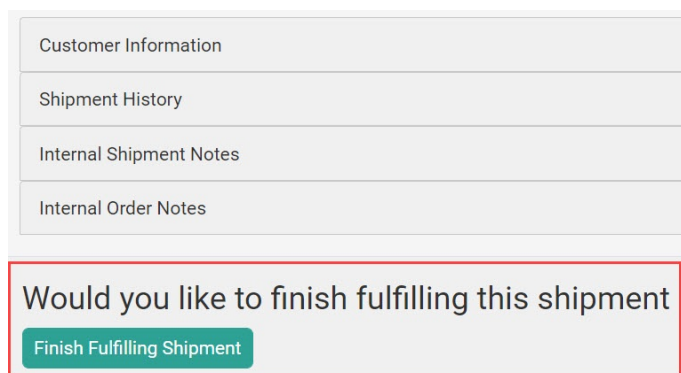 Customer Information
Shipment History
Internal Shipment Notes
Internal Order Notes
Would you like to finish fulfilling this shipment
Finish Fulfilling Shipment